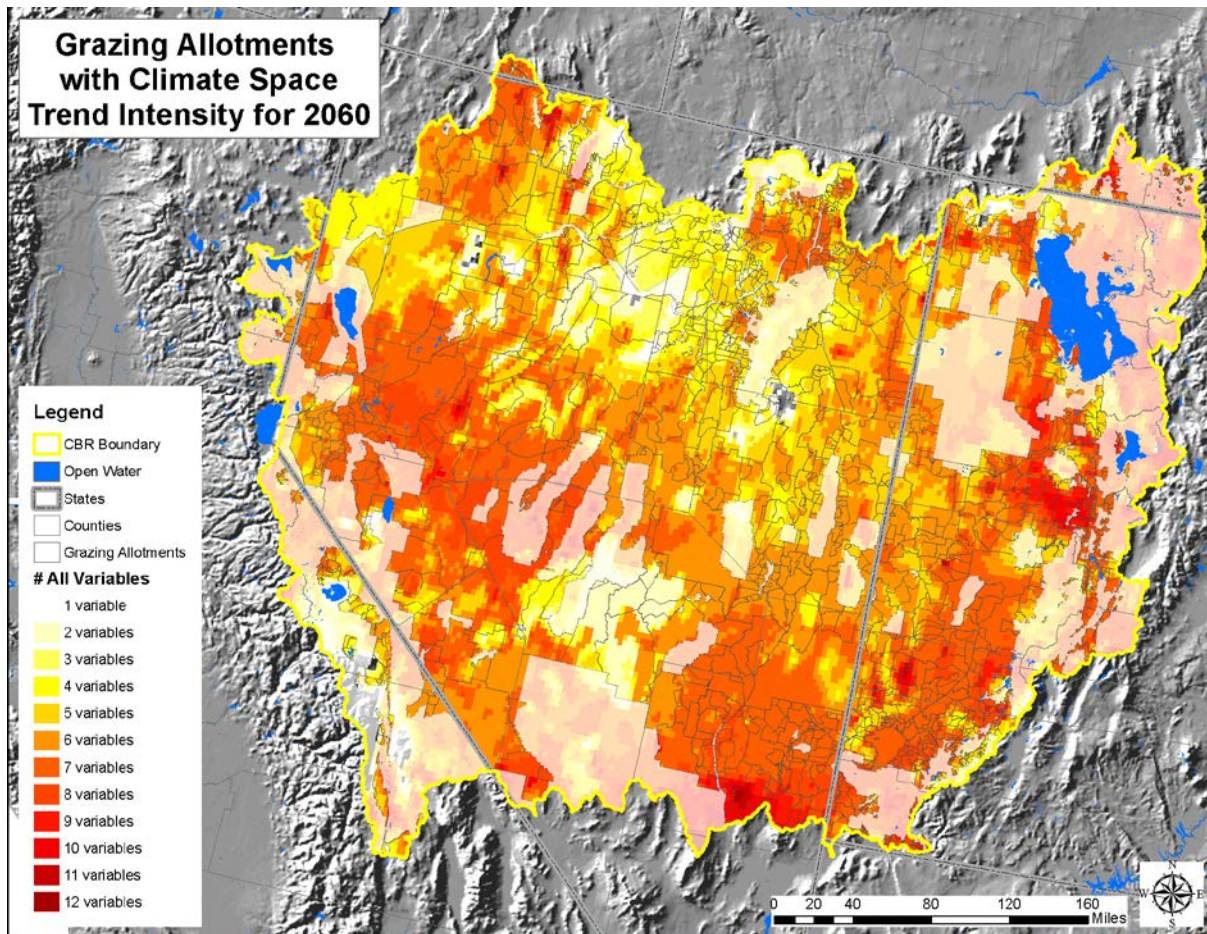 Grazing Allotments
with Climate Space
Trend Intensity for 2060
Legend
CBR Boundary
Open Water
States
Counties
Grazing Allotments
# All Variables
1 variable
2 variables
3 variables
4 variables
5 variables
6 variables
7 variables
8 variables
9 variables
10 variables
11 variables
12 variables
N
W E
S
0 20 40 80 120 160
Miles